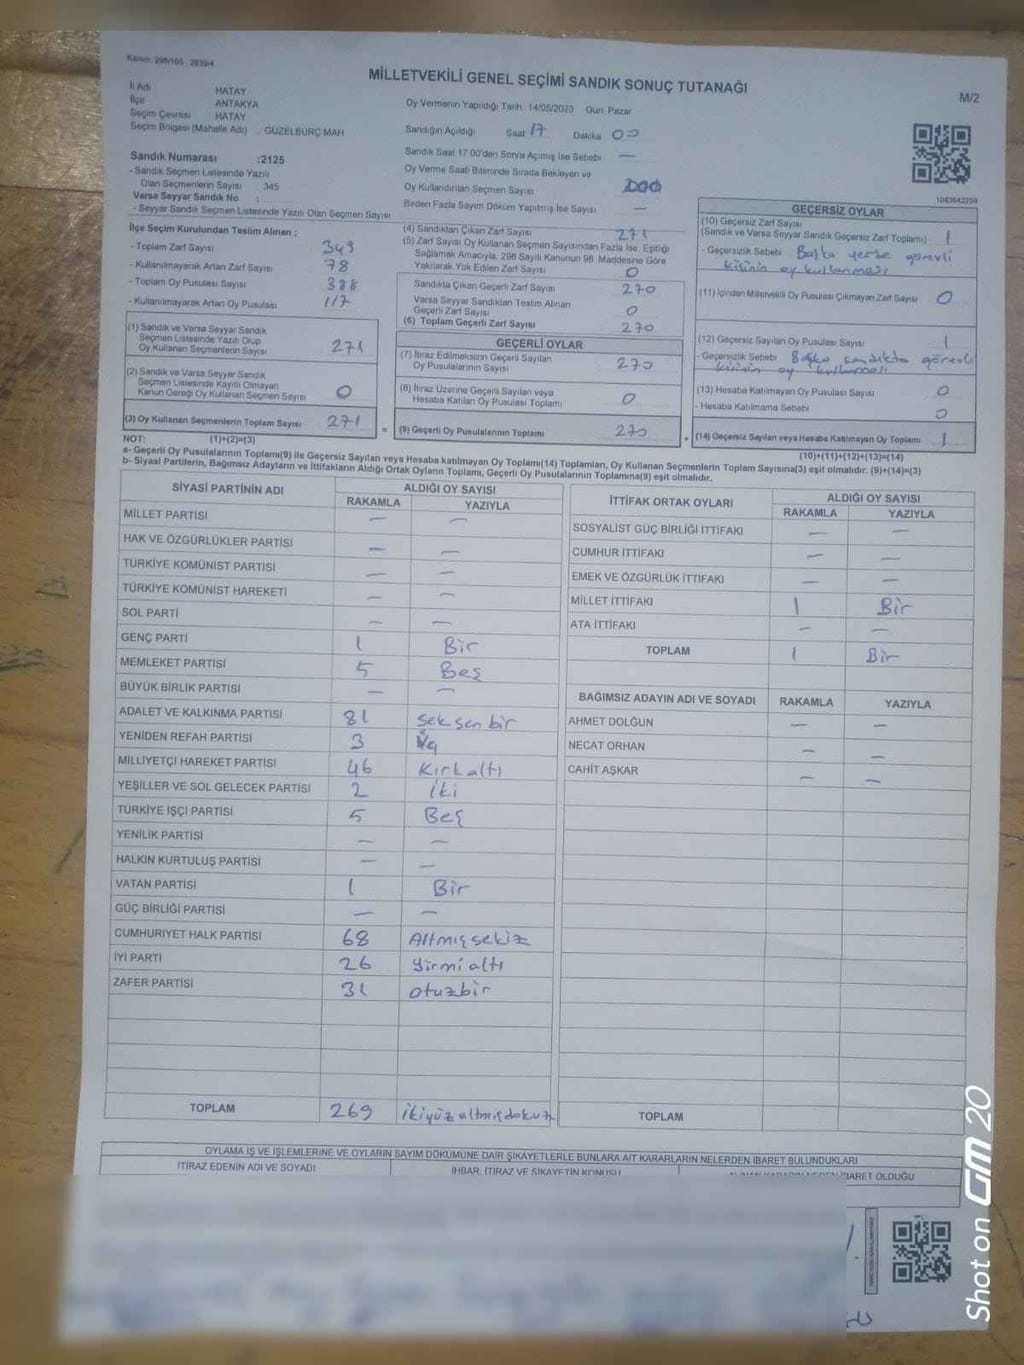 Kanun: 298/105 - 2839/4
MİLLETVEKİLİ GENEL SEÇİMİ SANDIK SONUÇ TUTANAĞI
M/2
İl Adı HATAY
İlçe ANTAKYA
Seçim Çevresi HATAY
Seçim Bölgesi (Mahalle Adı) : GÜZELBURÇ MAH
Oy Vermenin Yapıldığı Tarih : 14/05/2023 Gün: Pazar
Sandığın Açıldığı Saat 17 Dakika 00
Sandık Saat 17:00'den Sonra Açılmış İse Sebebi —
Oy Verme Saati Bitiminde Sırada Bekleyen ve
Oy Kullandırılan Seçmen Sayısı
Birden Fazla Sayım Döküm Yapılmış İse Sayısı —
Sandık Numarası :2125
- Sandık Seçmen Listesinde Yazılı
Olan Seçmenlerin Sayısı 345
Varsa Seyyar Sandık No :
- Seyyar Sandık Seçmen Listesinde Yazılı Olan Seçmen Sayısı
İlçe Seçim Kurulundan Teslim Alınan ;
- Toplam Zarf Sayısı 349
- Kullanılmayarak Artan Zarf Sayısı 78
- Toplam Oy Pusulası Sayısı 388
- Kullanılmayarak Artan Oy Pusulası 117
(1) Sandık ve Varsa Seyyar Sandık
Seçmen Listesinde Yazılı Olup
Oy Kullanan Seçmenlerin Sayısı 271
(2) Sandık ve Varsa Seyyar Sandık
Seçmen Listesinde Kayıtlı Olmayan
Kanun Gereği Oy Kullanan Seçmen Sayısı 0
(3) Oy Kullanan Seçmenlerin Toplam Sayısı 271
(4) Sandıktan Çıkan Zarf Sayısı 271
(5) Zarf Sayısı Oy Kullanan Seçmen Sayısından Fazla İse, Eşitliği
Sağlamak Amacıyla, 298 Sayılı Kanunun 98. Maddesine Göre
Yakılarak Yok Edilen Zarf Sayısı 0
Sandıkta Çıkan Geçerli Zarf Sayısı 270
Varsa Seyyar Sandıktan Teslim Alınan
Geçerli Zarf Sayısı 0
(6) Toplam Geçerli Zarf Sayısı 270
GEÇERLİ OYLAR
(7) İtiraz Edilmeksizin Geçerli Sayılan
Oy Pusulalarının Sayısı 270
(8) İtiraz Üzerine Geçerli Sayılan veya
Hesaba Katılan Oy Pusulası Toplamı 0
= (9) Geçerli Oy Pusulalarının Toplamı 270
1083642259
GEÇERSİZ OYLAR
(10) Geçersiz Zarf Sayısı
(Sandık ve Varsa Seyyar Sandık Geçersiz Zarf Toplamı) 1
- Geçersizlik Sebebi Başka yerde görevli
kişinin oy kullanması
(11) İçinden Milletvekili Oy Pusulası Çıkmayan Zarf Sayısı 0
(12) Geçersiz Sayılan Oy Pusulası Sayısı 1
- Geçersizlik Sebebi Başka sandıkta görevli
kişinin oy kullanması
(13) Hesaba Katılmayan Oy Pusulası Sayısı 0
- Hesaba Katılmama Sebebi 0
+ (14) Geçersiz Sayılan veya Hesaba Katılmayan Oy Toplamı 1
NOT: (1)+(2)=(3)
(10)+(11)+(12)+(13)=(14)
a- Geçerli Oy Pusulalarının Toplamı(9) ile Geçersiz Sayılan veya Hesaba katılmayan Oy Toplamı(14) Toplamları, Oy Kullanan Seçmenlerin Toplam Sayısına(3) eşit olmalıdır. (9)+(14)=(3)
b- Siyasi Partilerin, Bağımsız Adayların ve İttifakların Aldığı Ortak Oyların Toplamı, Geçerli Oy Pusulalarının Toplamına(9) eşit olmalıdır.
SİYASİ PARTİNİN ADI ALDIĞI OY SAYISI
RAKAMLA YAZIYLA
MİLLET PARTİSİ — —
HAK VE ÖZGÜRLÜKLER PARTİSİ — —
TÜRKİYE KOMÜNİST PARTİSİ — —
TÜRKİYE KOMÜNİST HAREKETİ — —
SOL PARTİ — —
GENÇ PARTİ 1 Bir
MEMLEKET PARTİSİ 5 Beş
BÜYÜK BİRLİK PARTİSİ — —
ADALET VE KALKINMA PARTİSİ 81 Seksenbir
YENİDEN REFAH PARTİSİ 3 Üç
MİLLİYETÇİ HAREKET PARTİSİ 46 Kırkaltı
YEŞİLLER VE SOL GELECEK PARTİSİ 2 İki
TÜRKİYE İŞÇİ PARTİSİ 5 Beş
YENİLİK PARTİSİ — —
HALKIN KURTULUŞ PARTİSİ — —
VATAN PARTİSİ 1 Bir
GÜÇ BİRLİĞİ PARTİSİ — —
CUMHURİYET HALK PARTİSİ 68 Altmışsekiz
İYİ PARTİ 26 Yirmialtı
ZAFER PARTİSİ 31 otuzbir
TOPLAM 269 ikiyüzaltmışdokuz
İTTİFAK ORTAK OYLARI ALDIĞI OY SAYISI
RAKAMLA YAZIYLA
SOSYALİST GÜÇ BİRLİĞİ İTTİFAKI — —
CUMHUR İTTİFAKI — —
EMEK VE ÖZGÜRLÜK İTTİFAKI — —
MİLLET İTTİFAKI 1 Bir
ATA İTTİFAKI — —
TOPLAM 1 Bir
BAĞIMSIZ ADAYIN ADI VE SOYADI RAKAMLA YAZIYLA
AHMET DOLĞUN — —
NECAT ORHAN — —
CAHİT AŞKAR — —
TOPLAM
OYLAMA İŞ VE İŞLEMLERİNE VE OYLARIN SAYIM DÖKÜMÜNE DAİR ŞİKAYETLERLE BUNLARA AİT KARARLARIN NELERDEN İBARET BULUNDUKLARI
İTİRAZ EDENİN ADI VE SOYADI İHBAR, İTİRAZ VE ŞİKAYETİN KONUSU İBARET OLDUĞU
Shot on GM 20